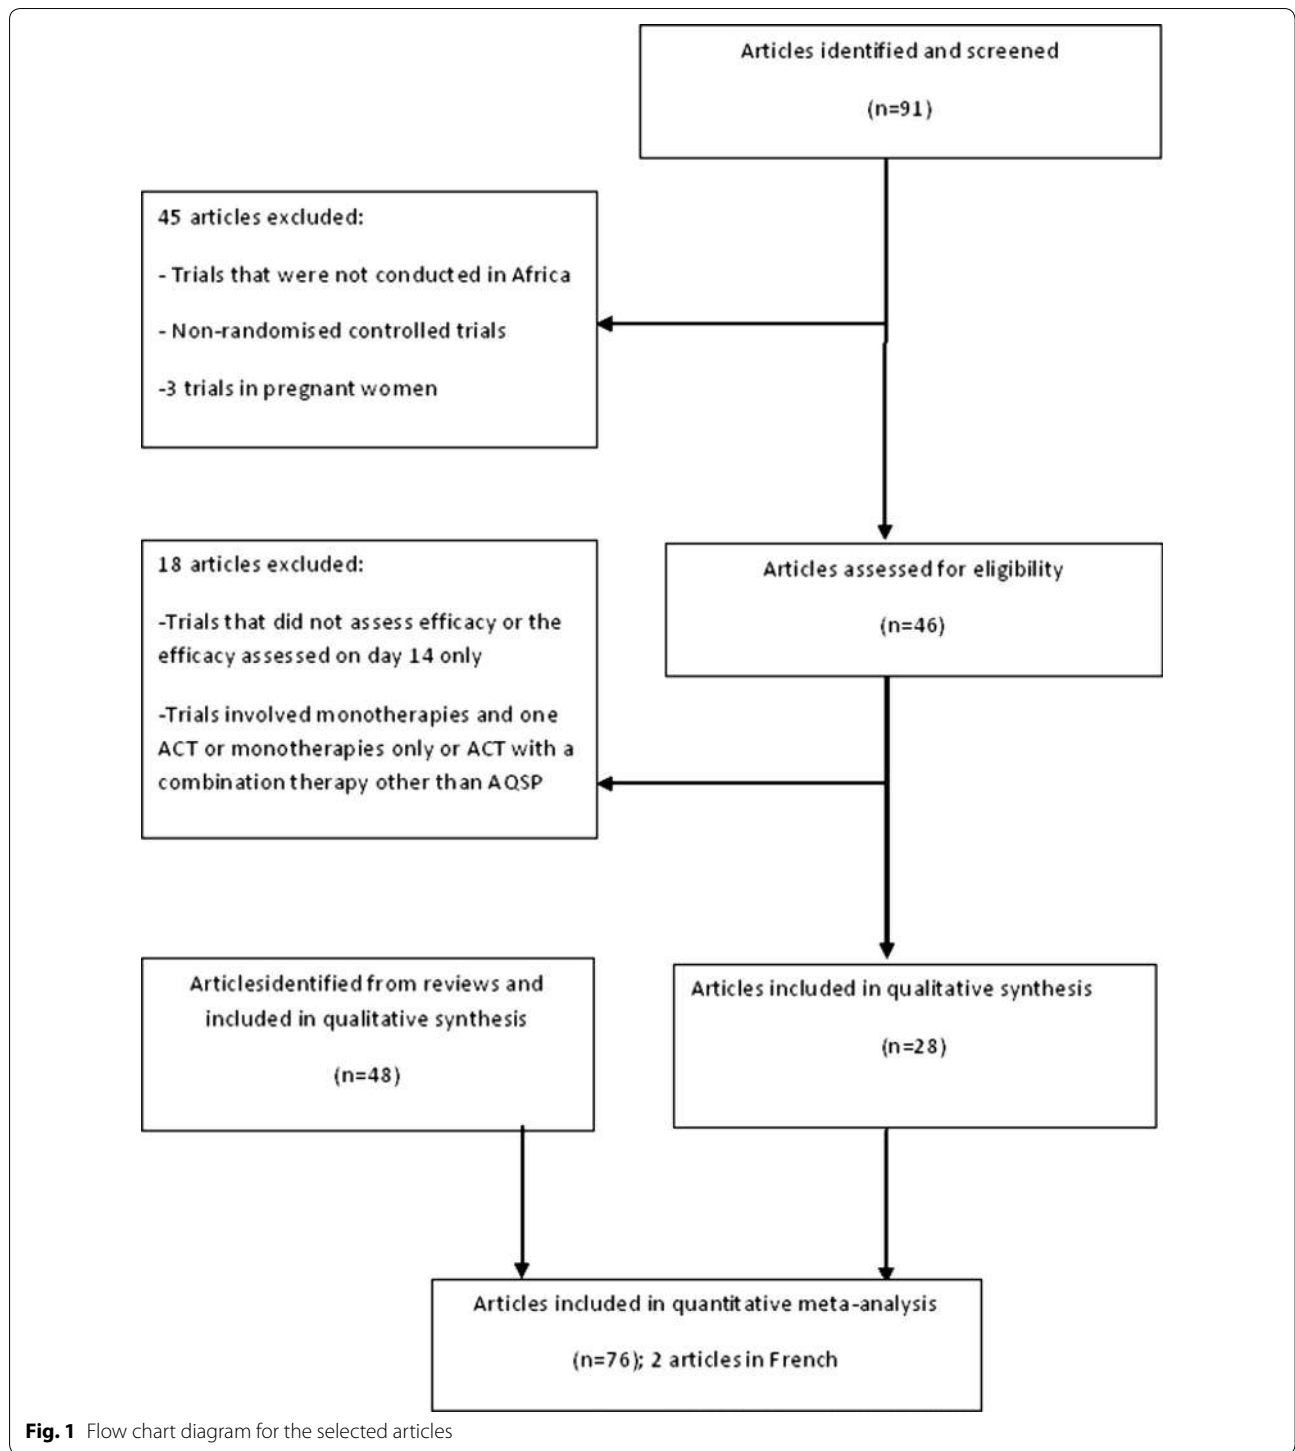 Articles identified and screened
(n=91)
45 articles excluded:
- Trials that were not conducted in Africa
- Non-randomised controlled trials
-3 trials in pregnant women
18 articles excluded:
-Trials that did not assess efficacy or the
efficacy assessed on day 14 only
-Trials involved monotherapies and one
ACT or monotherapies only or ACT with a
combination therapy other than AQSP
Articles assessed for eligibility
(n=46)
Articlesidentified from reviews and
included in qualitative synthesis
(n=48)
Articles included in qualitative synthesis
(n=28)
Articles included in quantitative meta-analysis
(n=76); 2 articles in French
Fig. 1 Flow chart diagram for the selected articles